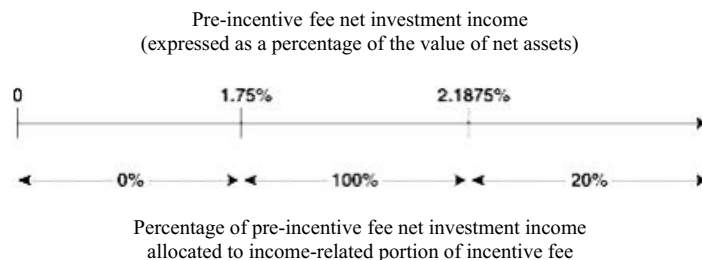 Pre-incentive fee net investment income
(expressed as a percentage of the value of net assets)
0 1.75% 2.1875%
0% 100% 20%
Percentage of pre-incentive fee net investment income
allocated to income-related portion of incentive fee